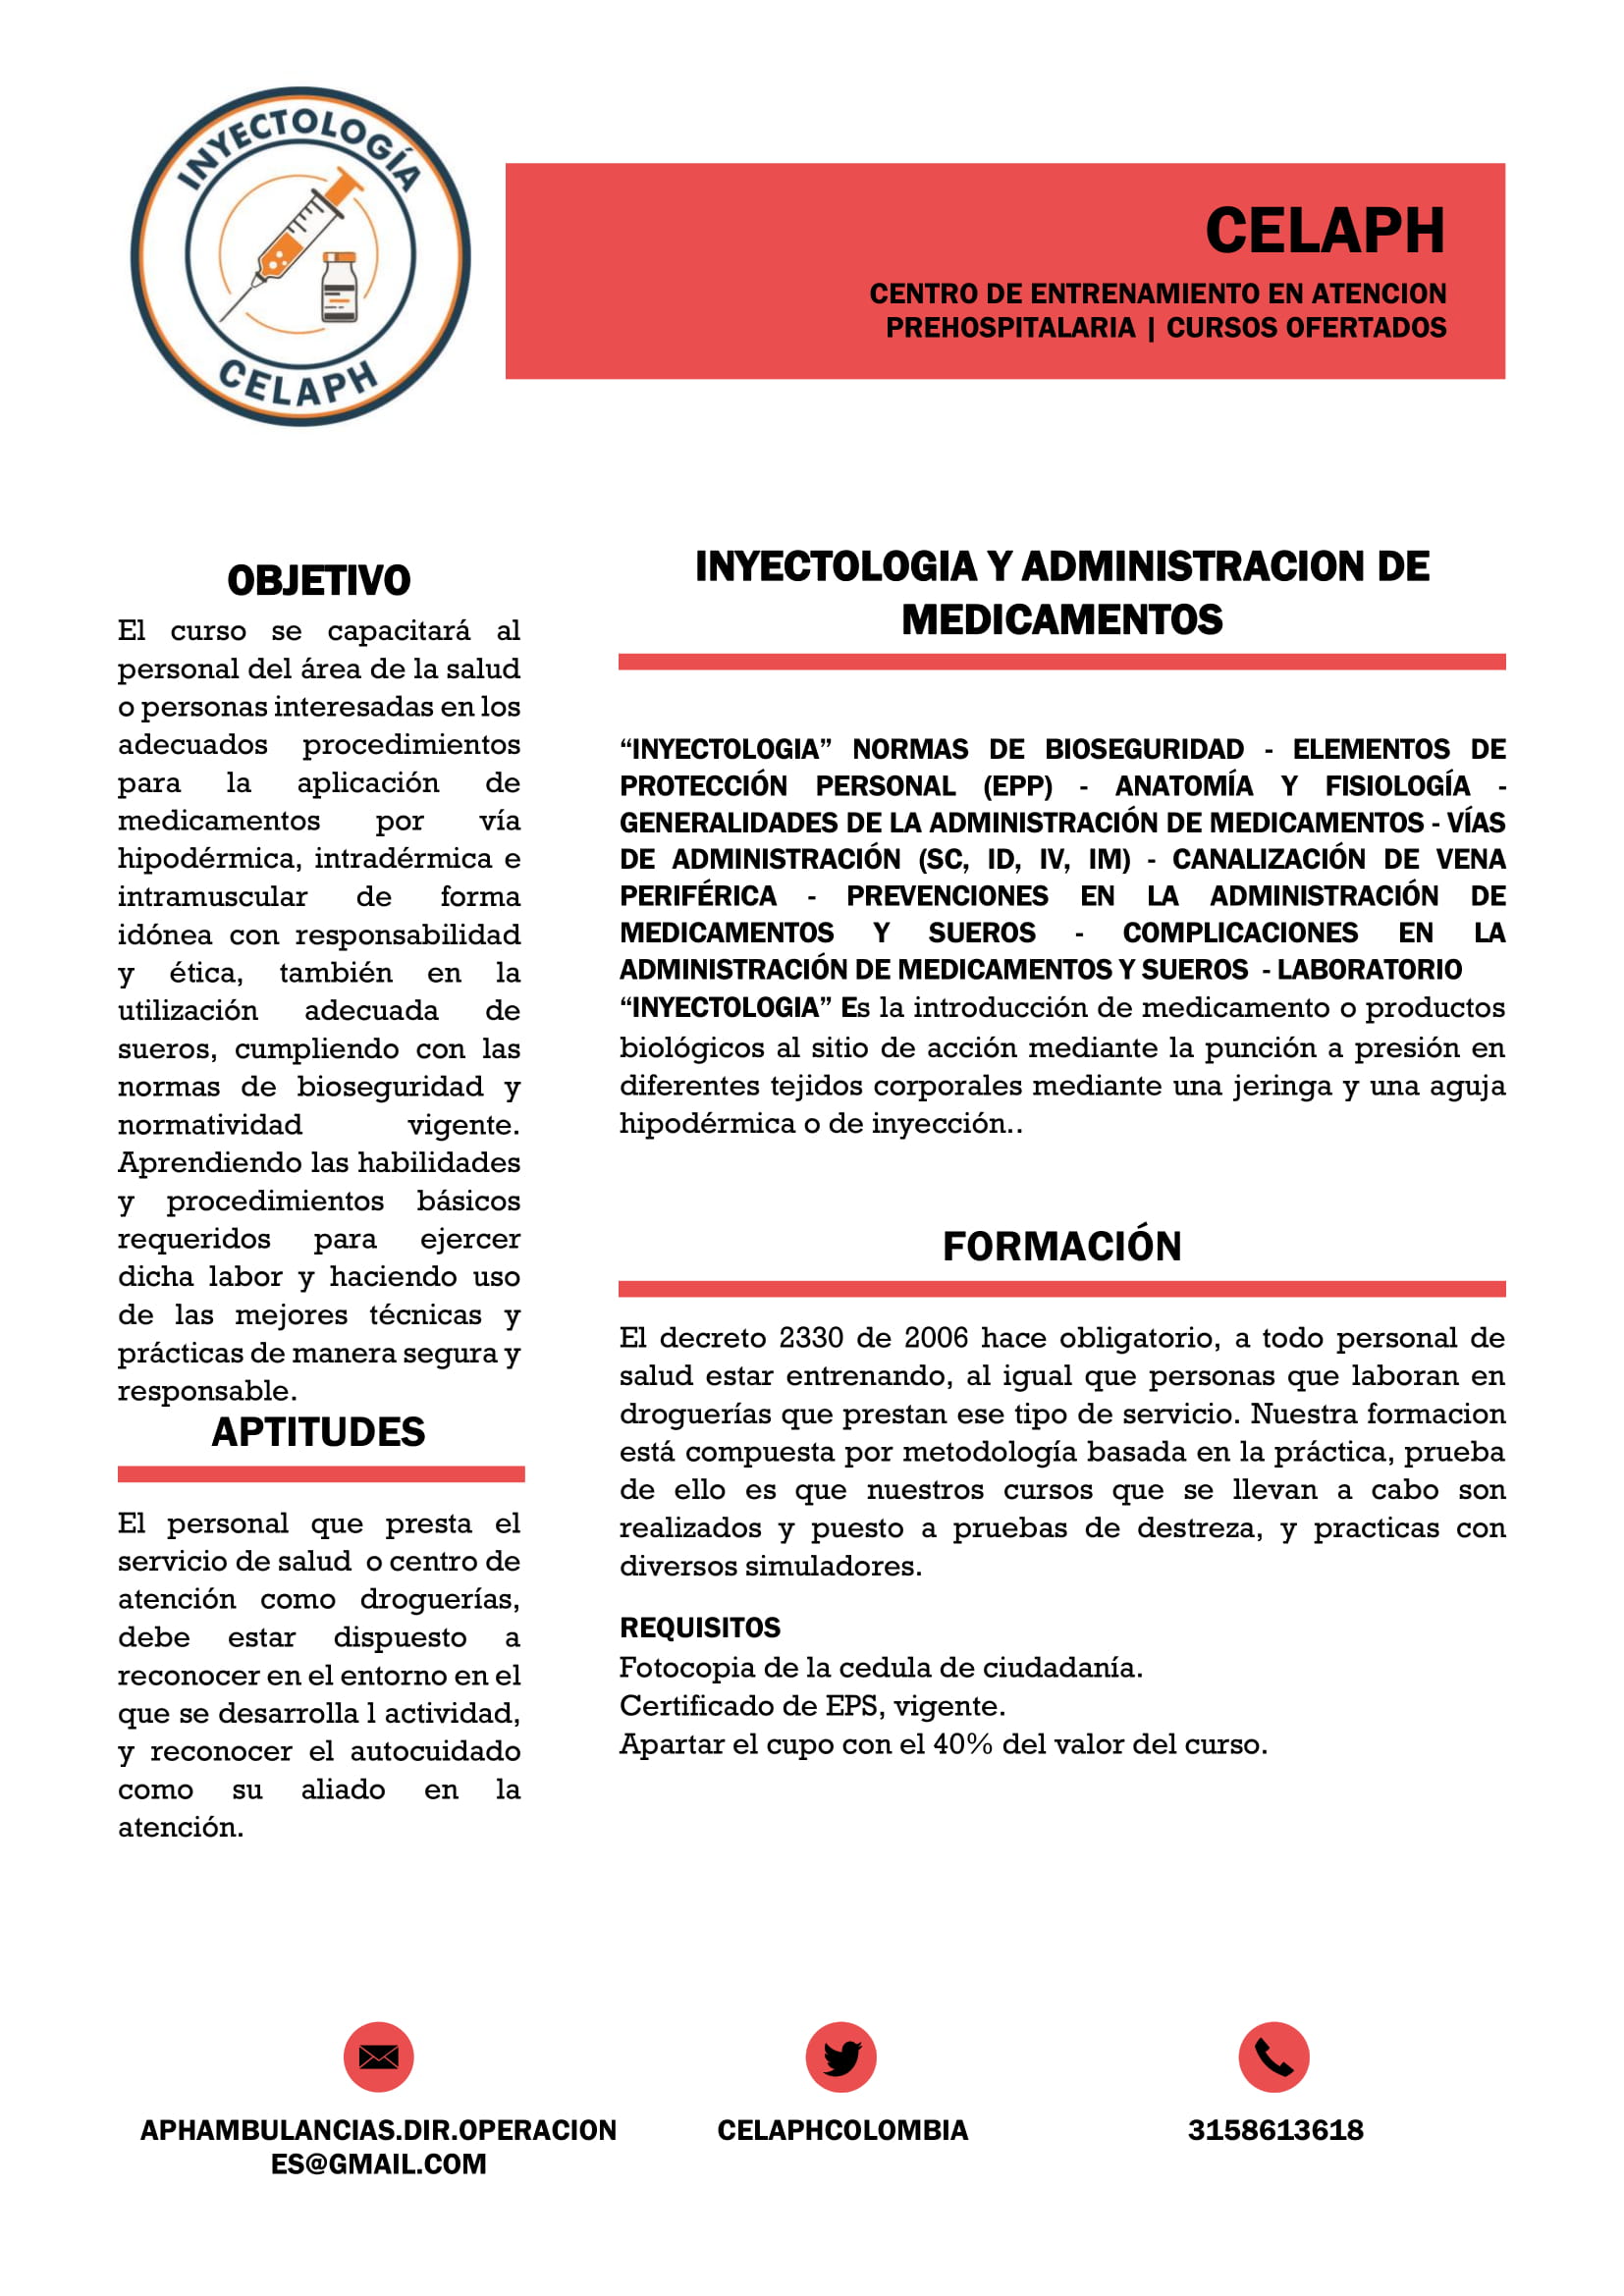 INYECTOLOGÍA
CELAPH
CELAPH
CENTRO DE ENTRENAMIENTO EN ATENCION
PREHOSPITALARIA | CURSOS OFERTADOS
OBJETIVO
El curso se capacitará al
personal del área de la salud
o personas interesadas en los
adecuados procedimientos
para la aplicación de
medicamentos por vía
hipodérmica, intradérmica e
intramuscular de forma
idónea con responsabilidad
y ética, también en la
utilización adecuada de
sueros, cumpliendo con las
normas de bioseguridad y
normatividad vigente.
Aprendiendo las habilidades
y procedimientos básicos
requeridos para ejercer
dicha labor y haciendo uso
de las mejores técnicas y
prácticas de manera segura y
responsable.
APTITUDES
El personal que presta el
servicio de salud o centro de
atención como droguerías,
debe estar dispuesto a
reconocer en el entorno en el
que se desarrolla l actividad,
y reconocer el autocuidado
como su aliado en la
atención.
INYECTOLOGIA Y ADMINISTRACION DE
MEDICAMENTOS
“INYECTOLOGIA” NORMAS DE BIOSEGURIDAD - ELEMENTOS DE
PROTECCIÓN PERSONAL (EPP) - ANATOMÍA Y FISIOLOGÍA -
GENERALIDADES DE LA ADMINISTRACIÓN DE MEDICAMENTOS - VÍAS
DE ADMINISTRACIÓN (SC, ID, IV, IM) - CANALIZACIÓN DE VENA
PERIFÉRICA - PREVENCIONES EN LA ADMINISTRACIÓN DE
MEDICAMENTOS Y SUEROS - COMPLICACIONES EN LA
ADMINISTRACIÓN DE MEDICAMENTOS Y SUEROS - LABORATORIO
“INYECTOLOGIA” Es la introducción de medicamento o productos
biológicos al sitio de acción mediante la punción a presión en
diferentes tejidos corporales mediante una jeringa y una aguja
hipodérmica o de inyección..
FORMACIÓN
El decreto 2330 de 2006 hace obligatorio, a todo personal de
salud estar entrenando, al igual que personas que laboran en
droguerías que prestan ese tipo de servicio. Nuestra formacion
está compuesta por metodología basada en la práctica, prueba
de ello es que nuestros cursos que se llevan a cabo son
realizados y puesto a pruebas de destreza, y practicas con
diversos simuladores.
REQUISITOS
Fotocopia de la cedula de ciudadanía.
Certificado de EPS, vigente.
Apartar el cupo con el 40% del valor del curso.
APHAMBULANCIAS.DIR.OPERACION
ES@GMAIL.COM
CELAPHCOLOMBIA
3158613618